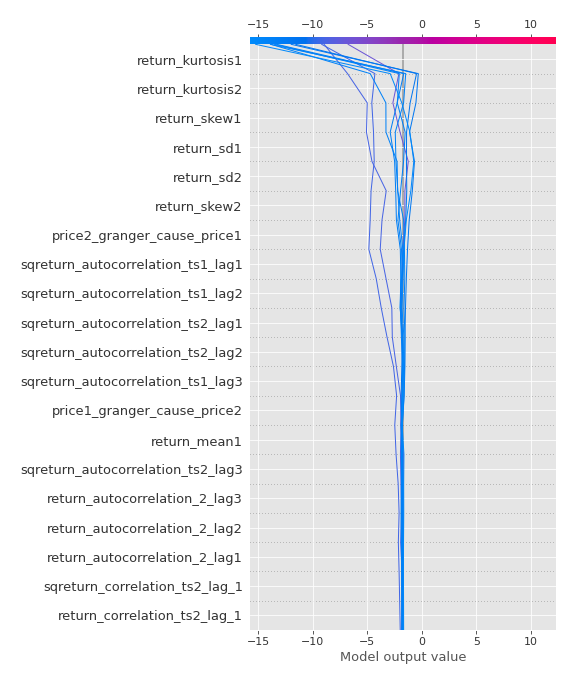 −15 −10 −5 0 5 10
return_kurtosis1
return_kurtosis2
return_skew1
return_sd1
return_sd2
return_skew2
price2_granger_cause_price1
sqreturn_autocorrelation_ts1_lag1
sqreturn_autocorrelation_ts1_lag2
sqreturn_autocorrelation_ts2_lag1
sqreturn_autocorrelation_ts2_lag2
sqreturn_autocorrelation_ts1_lag3
price1_granger_cause_price2
return_mean1
sqreturn_autocorrelation_ts2_lag3
return_autocorrelation_2_lag3
return_autocorrelation_2_lag2
return_autocorrelation_2_lag1
sqreturn_correlation_ts2_lag_1
return_correlation_ts2_lag_1
−15 −10 −5 0 5 10
Model output value